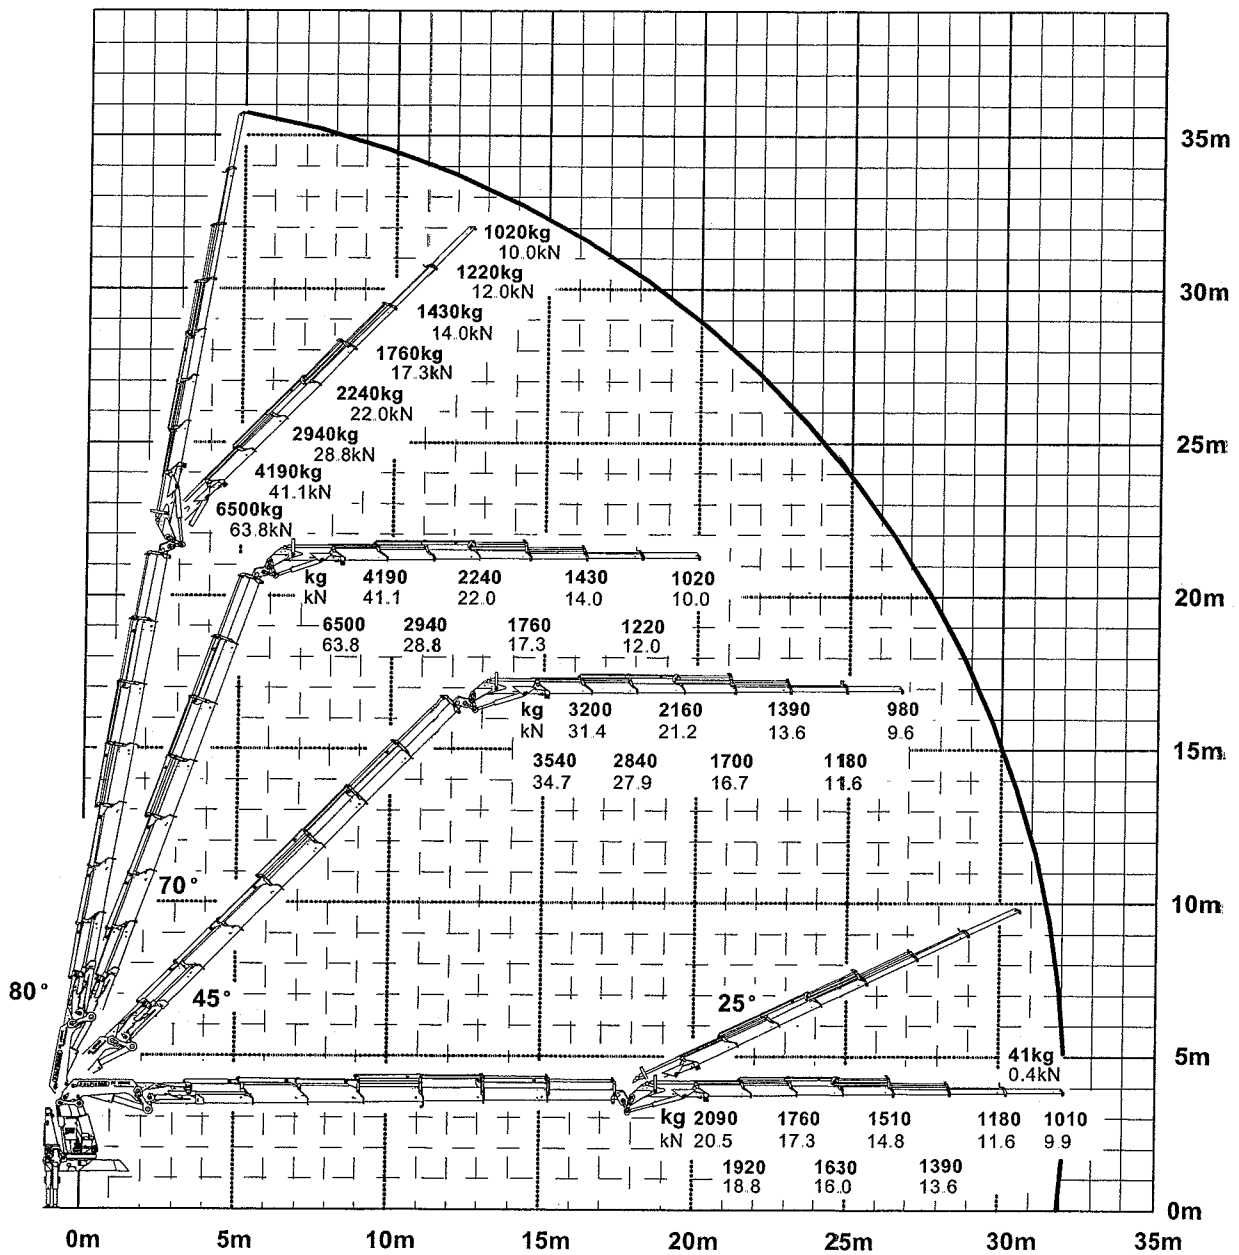 35m
1020kg
10.0kN
1220kg
12.0kN
30m
1430kg
14.0kN
1760kg
17.3kN
2240kg
22.0kN
2940kg
28.8kN
25m
4190kg
41.1kN
6500kg
63.8kN
kg 4190 2240 1430 1020
kN 41.1 22.0 14.0 10.0
20m
6500 2940 1760 1220
63.8 28.8 17.3 12.0
kg 3200 2160 1390 980
kN 31.4 21.2 13.6 9.6
15m
3540 2840 1700 1180
34.7 27.9 16.7 11.6
70°
10m
80°
45°
25°
41kg
0.4kN
5m
kg 2090 1760 1510 1180 1010
kN 20.5 17.3 14.8 11.6 9.9
1920 1630 1390
18.8 16.0 13.6
0m
0m 5m 10m 15m 20m 25m 30m 35m